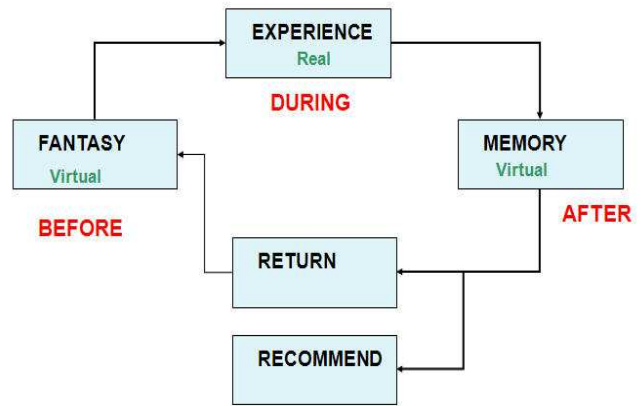 EXPERIENCE
Real
DURING
FANTASY
Virtual
BEFORE
MEMORY
Virtual
AFTER
RETURN
RECOMMEND